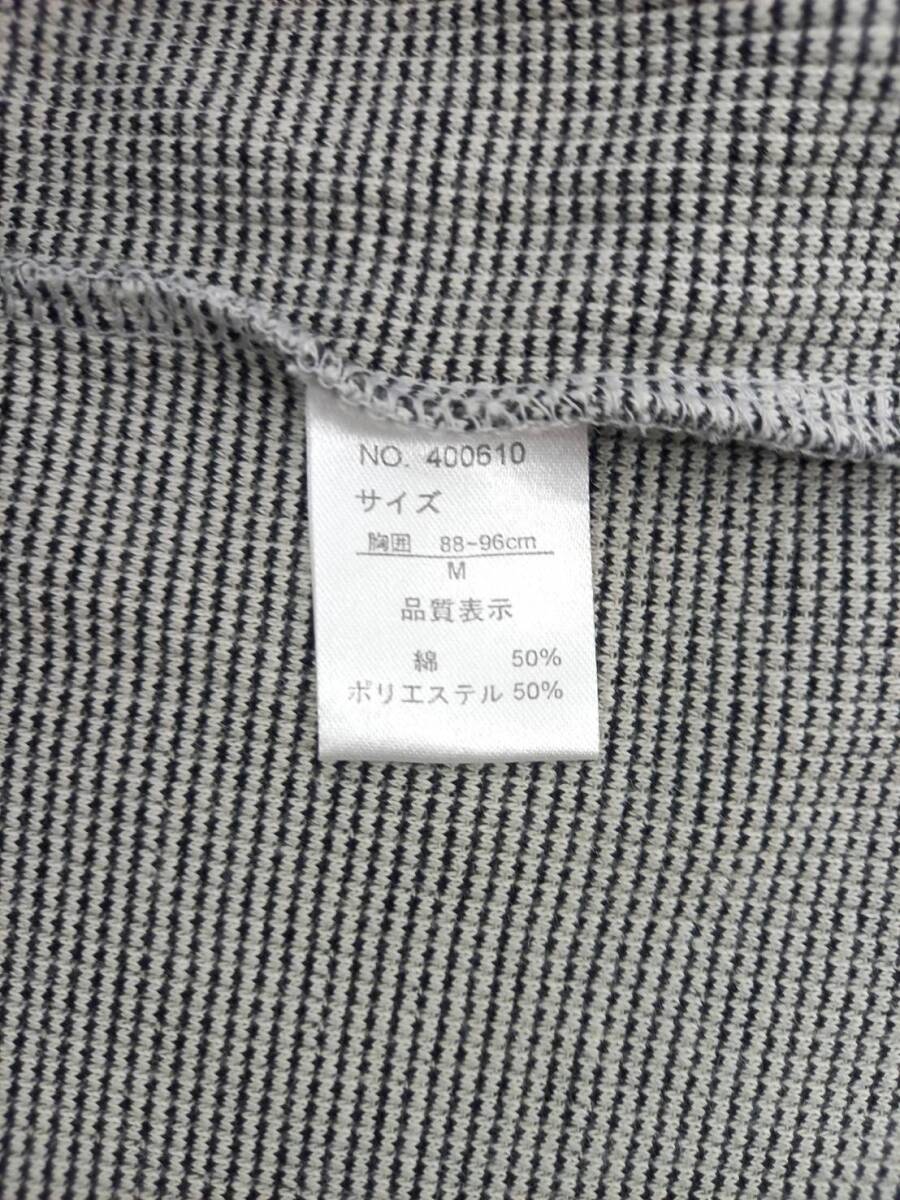 NO. 400610
サイズ
胸囲 88-96cm
M
品質表示
綿 50%
ポリエステル 50%